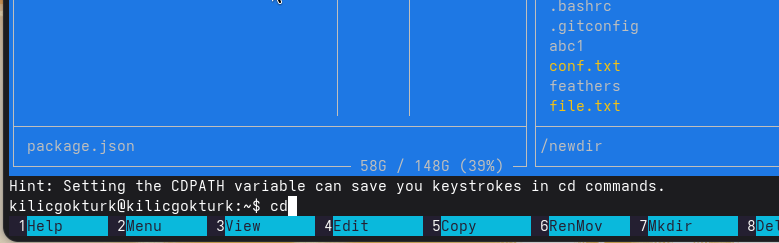 .bashrc
.gitconfig
abc1
conf.txt
feathers
file.txt
package.json
/newdir
58G / 148G (39%)
Hint: Setting the CDPATH variable can save you keystrokes in cd commands.
kilicgokturk@kilicgokturk:~$ cd
1Help 2Menu 3View 4Edit 5Copy 6RenMov 7Mkdir 8Del